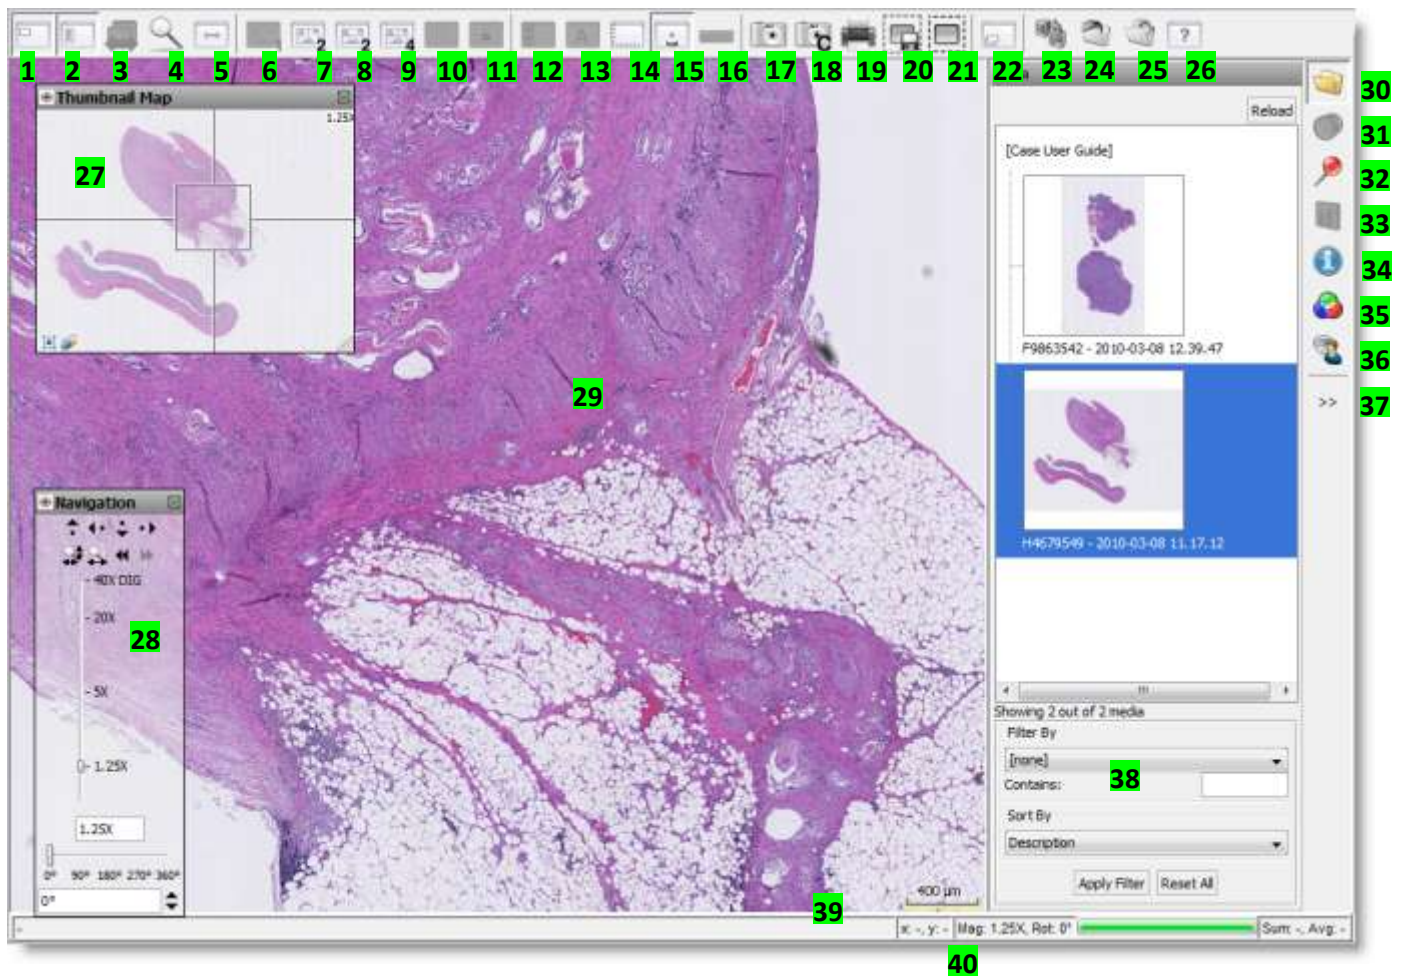 2 2 4 C ?
1 2 3 4 5 6 7 8 9 10 11 12 13 14 15 16 17 18 19 20 21 22 23 24 25 26
Thumbnail Map
1.25X
27
Reload
[Case User Guide]
F9863542 - 2010-03-08 12.39.47
H4679549 - 2010-03-08 11.17.12
30
31
32
33
34
35
36
>> 37
29
Navigation
40X DIG
20X
28
5X
1.25X
1.25X
0° 90° 180° 270° 360°
0°
Showing 2 out of 2 media
Filter By
[none]
38
Contains:
Sort By
Description
Apply Filter Reset All
400 µm
39
- x: -, y: - Mag: 1.25X, Rot: 0° Sum: -, Avg: -
40